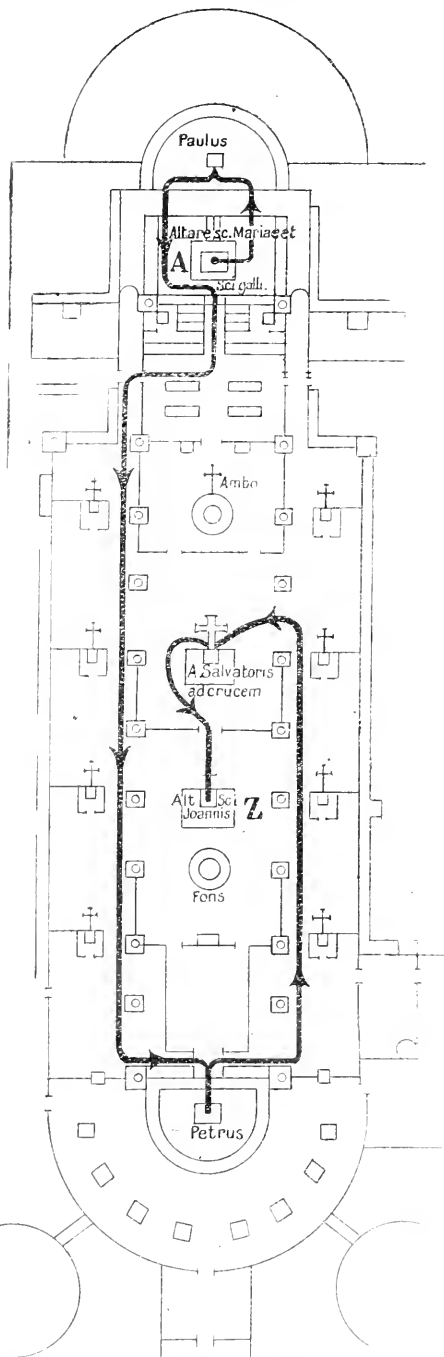 Paulus
Altare sc. Mariae et
A
Sci galli.
Ambo
A. Salvatoris
ad crucem
Alt Sci
Joannis
Z
Fons
Petrus